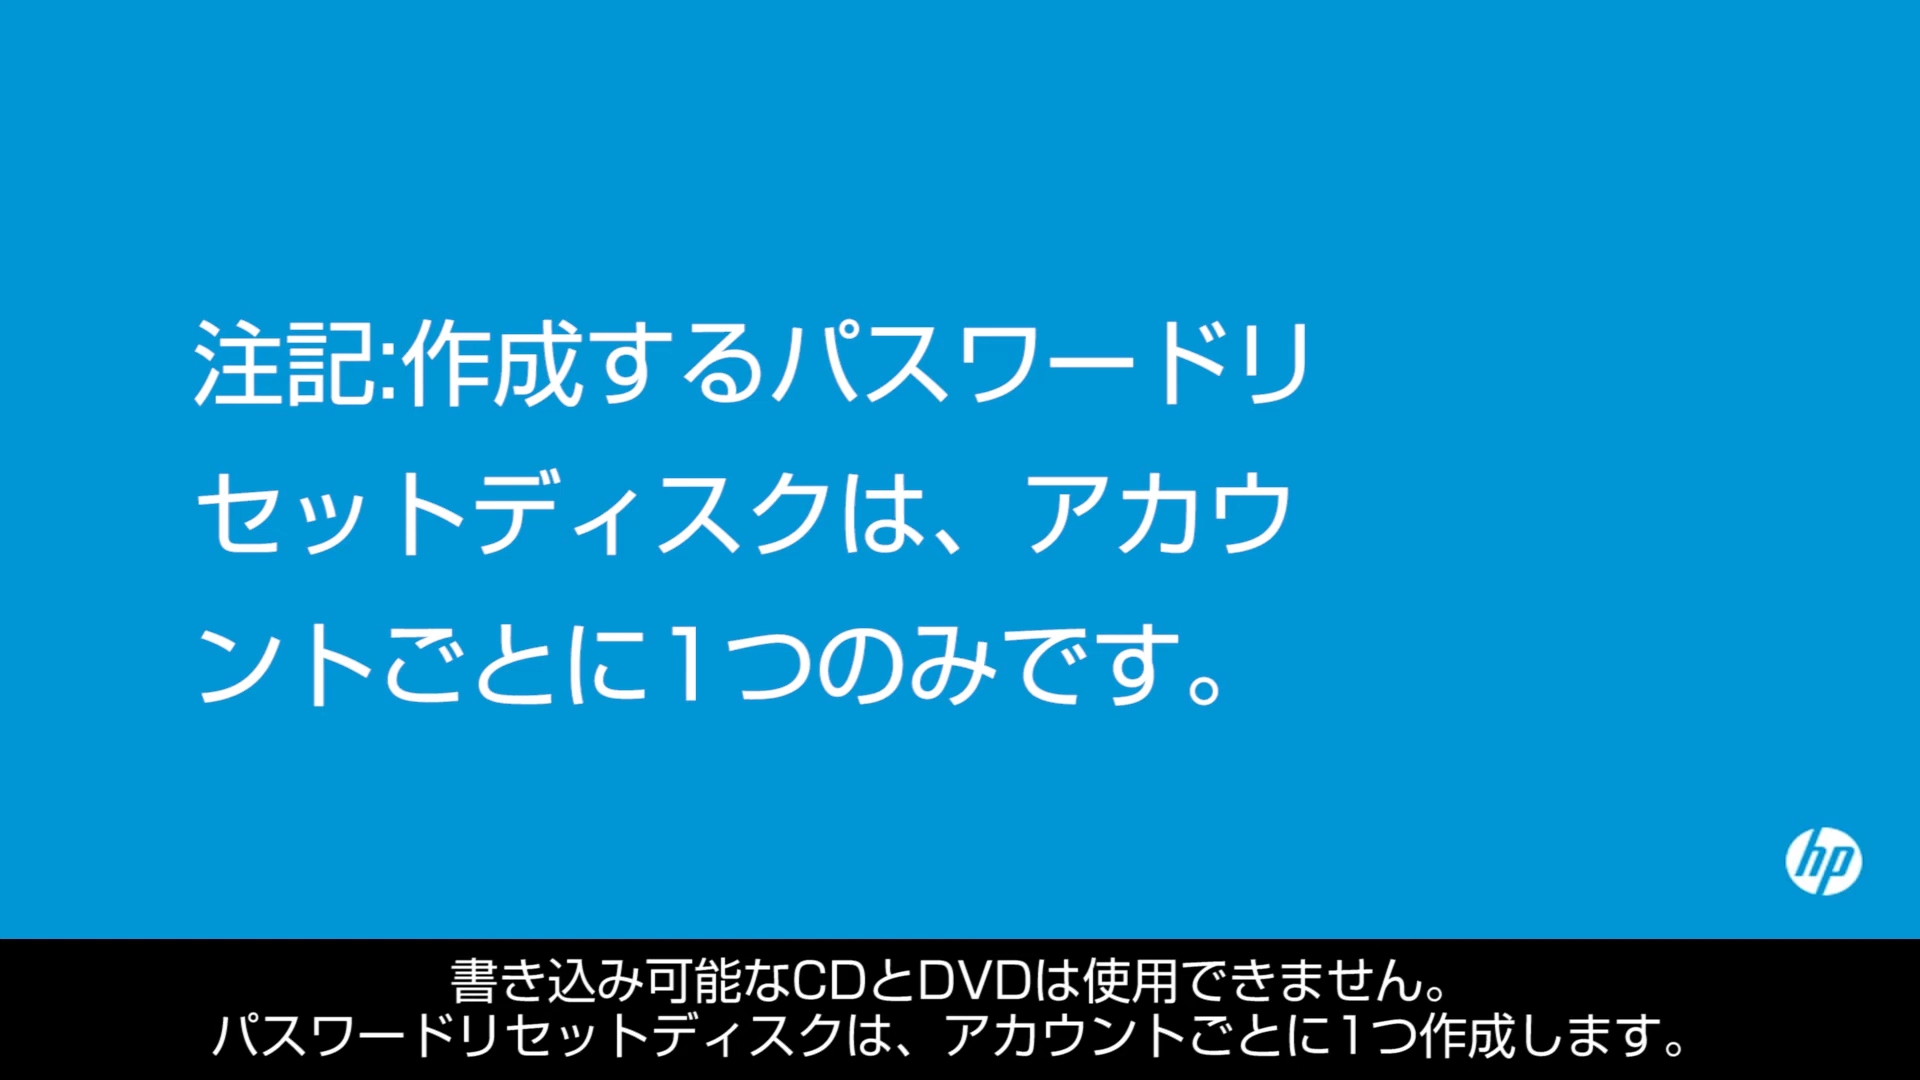 注記:作成するパスワードリ
セットディスクは、アカウ
ントごとに1つのみです。
hp
書き込み可能なCDとDVDは使用できません。
パスワードリセットディスクは、アカウントごとに1つ作成します。